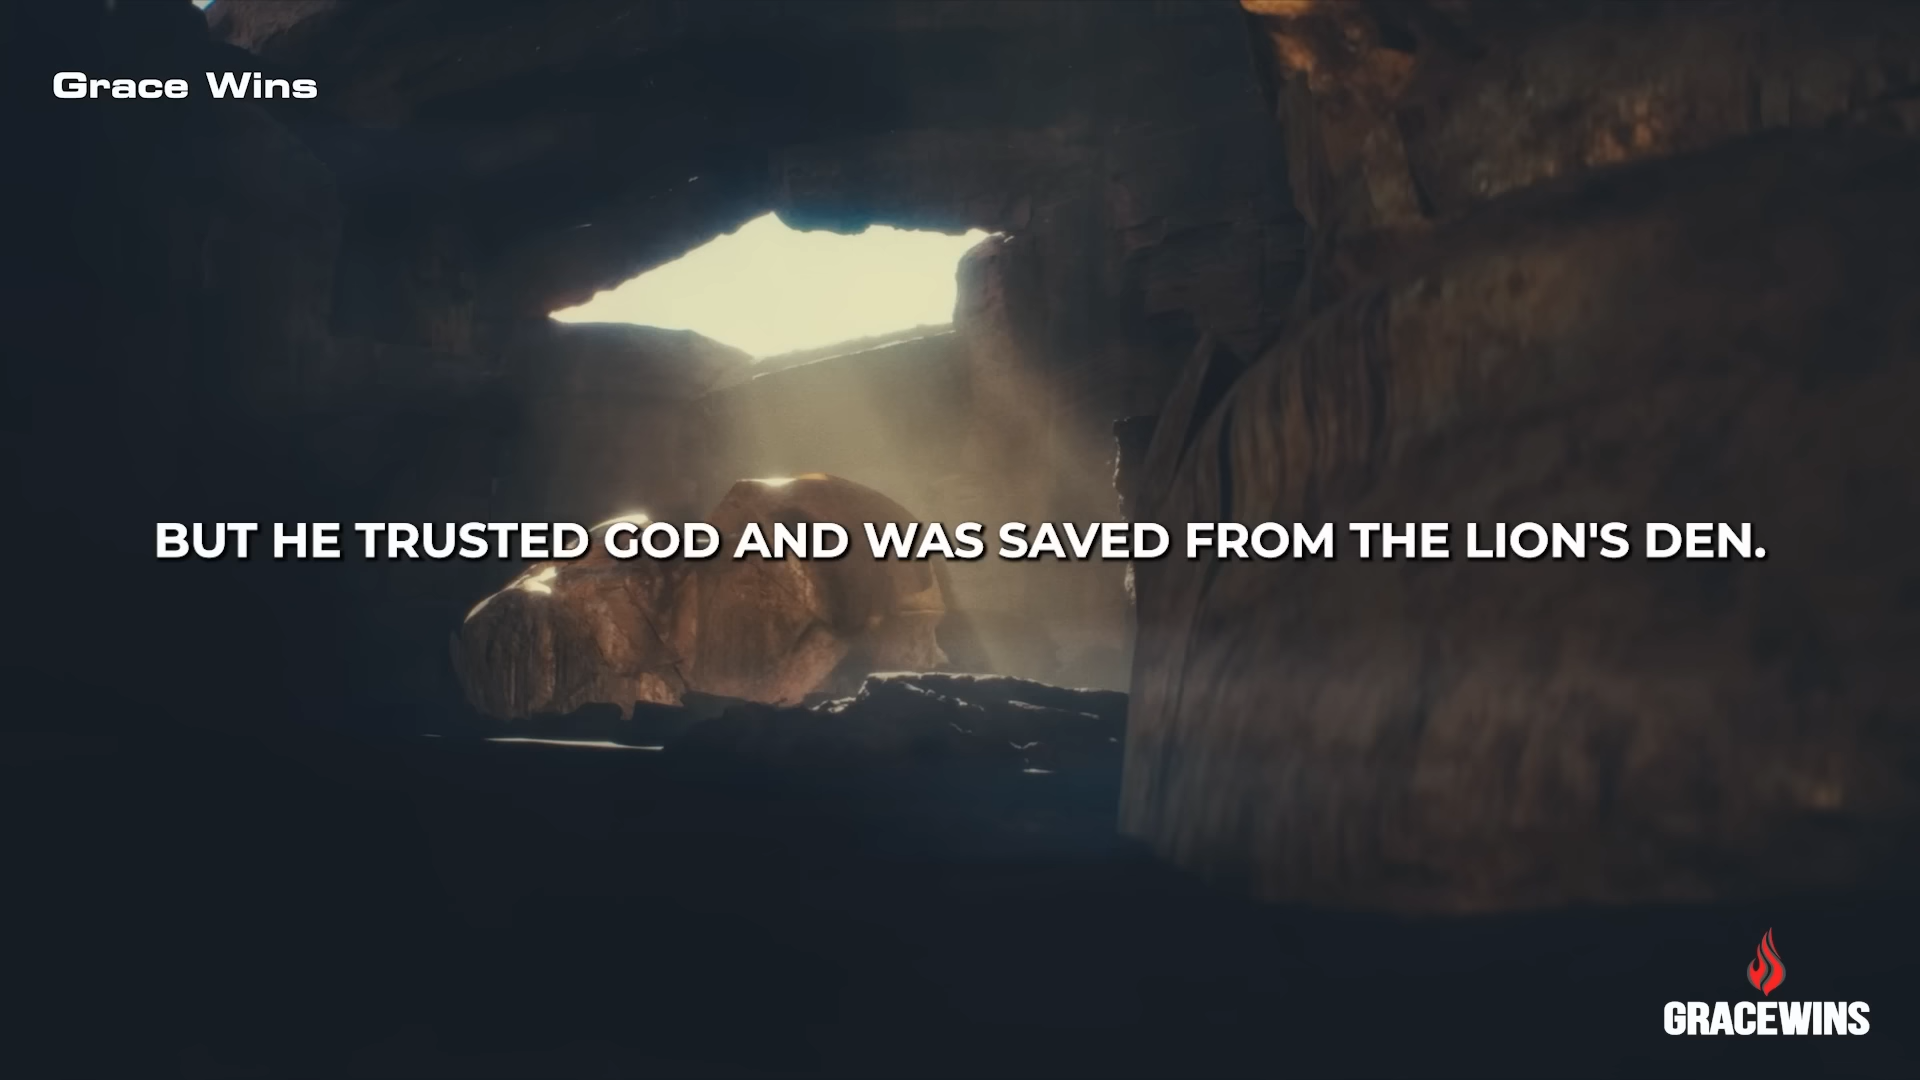 Grace Wins
BUT HE TRUSTED GOD AND WAS SAVED FROM THE LION'S DEN.
GRACEWINS